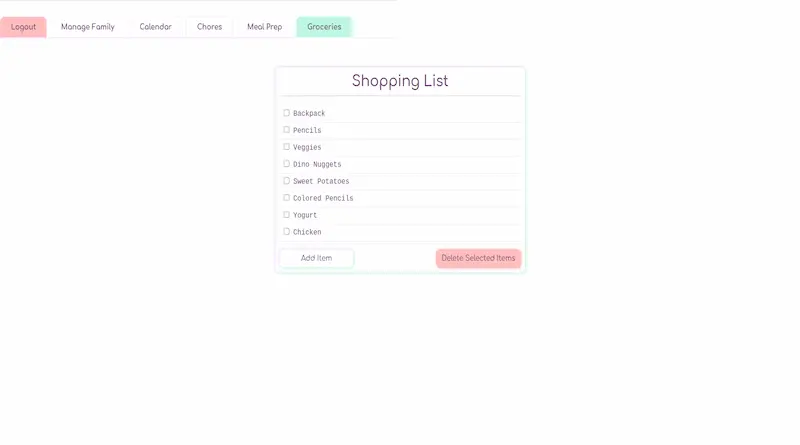 Logout Manage Family Calendar Chores Meal Prep Groceries
Shopping List
Backpack
Pencils
Veggies
Dino Nuggets
Sweet Potatoes
Colored Pencils
Yogurt
Chicken
Add Item Delete Selected Items